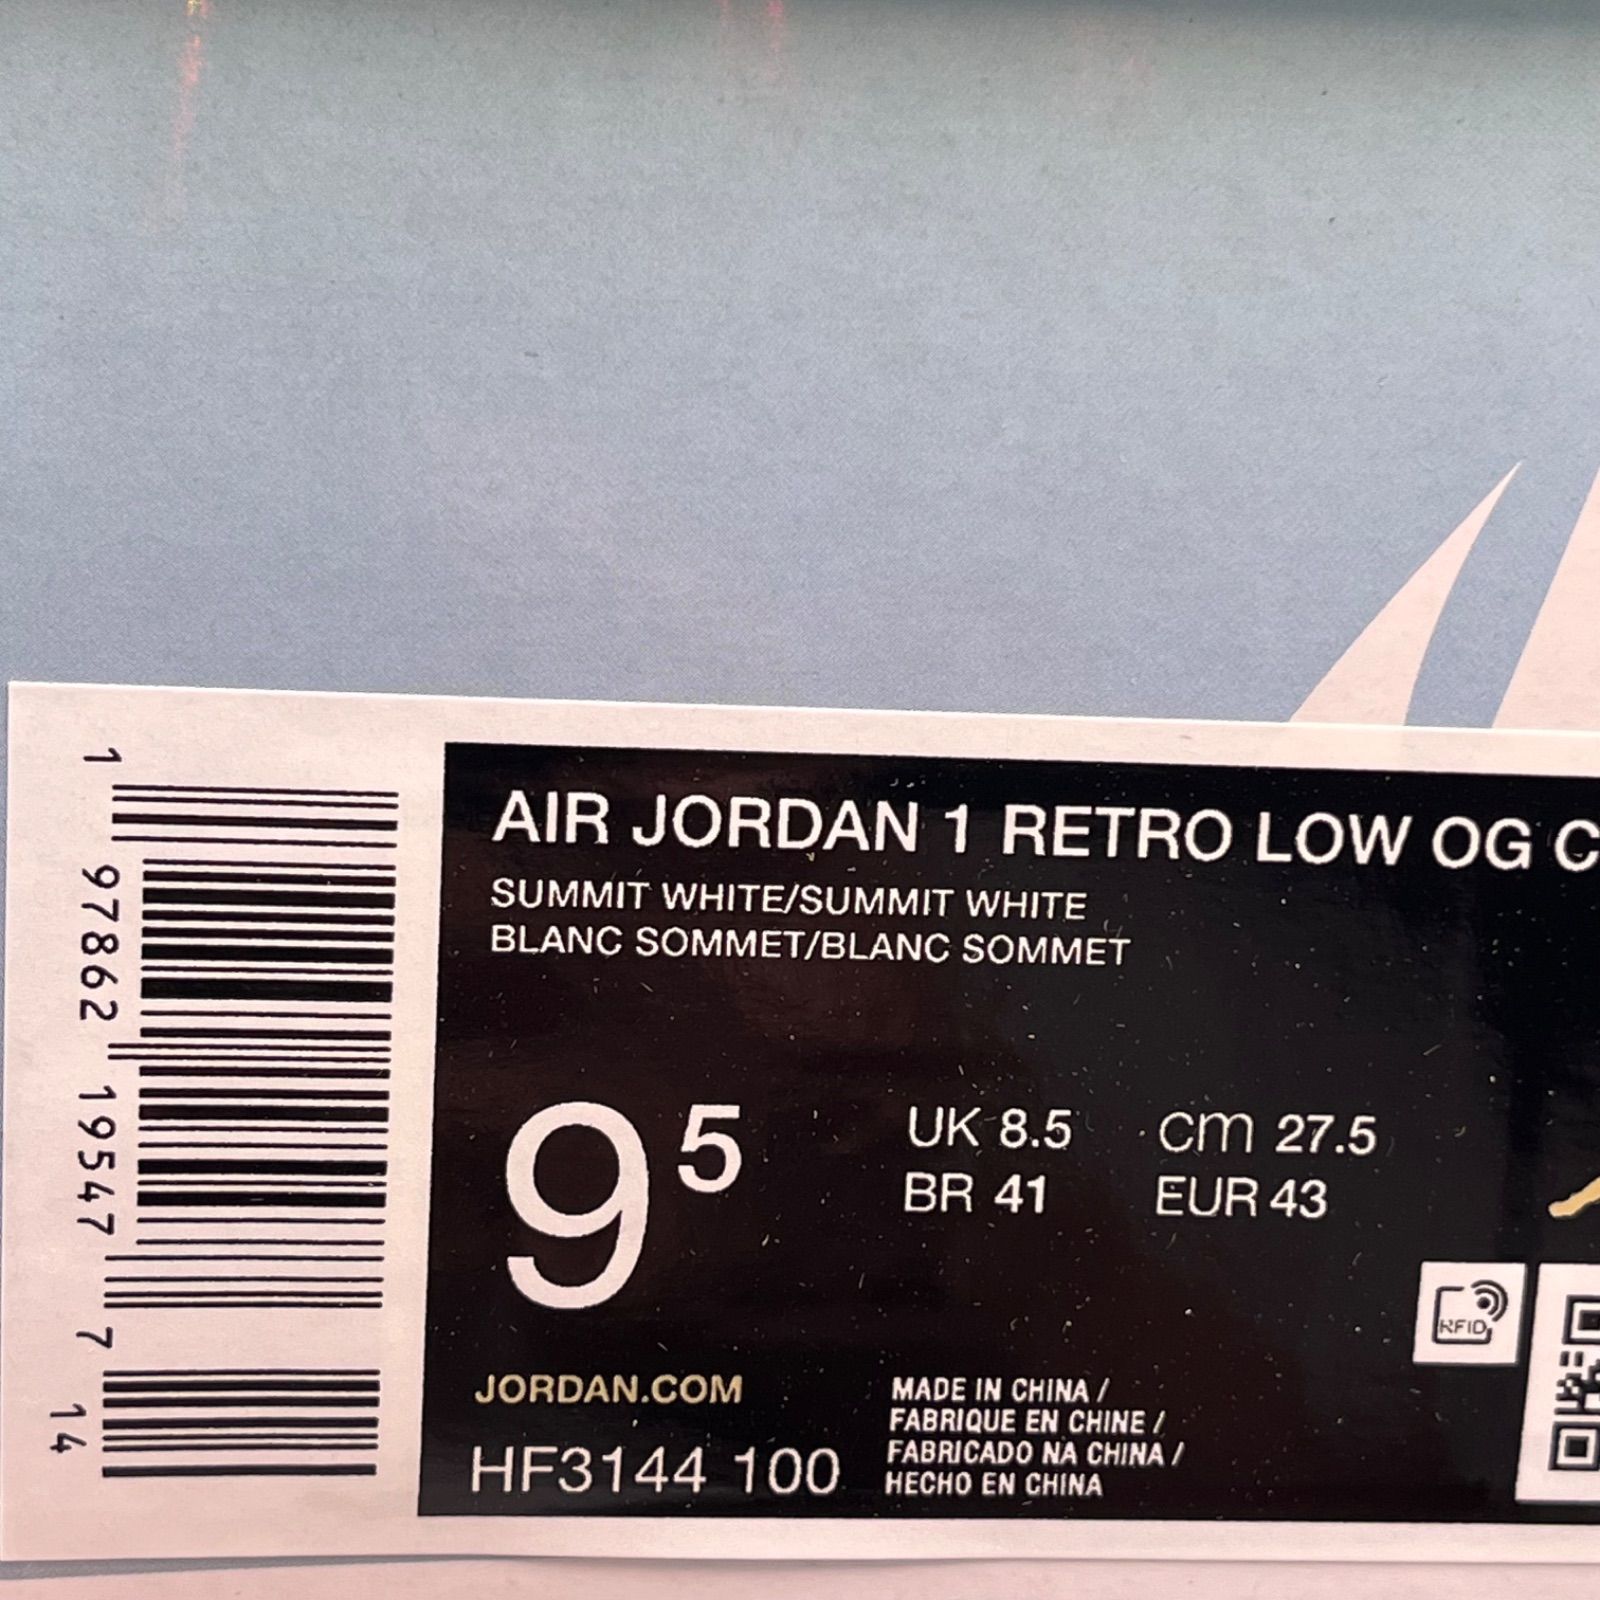 AIR JORDAN 1 RETRO LOW OG C
SUMMIT WHITE/SUMMIT WHITE
BLANC SOMMET/BLANC SOMMET
9 5
UK 8.5 cm 27.5
BR 41 EUR 43
RFID
JORDAN.COM
HF3144 100
MADE IN CHINA /
FABRIQUE EN CHINE /
FABRICADO NA CHINA /
HECHO EN CHINA
1 97862 19547 7 14